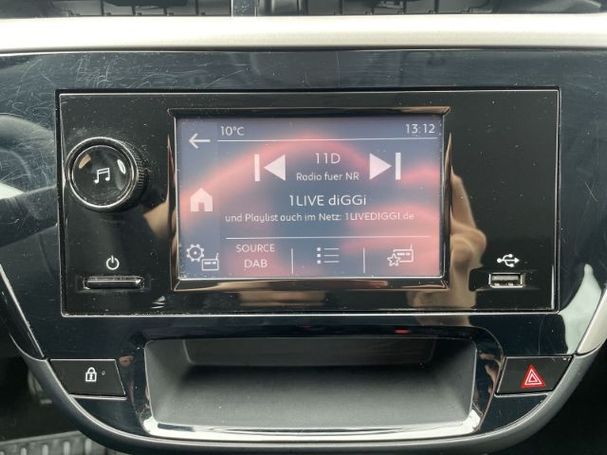 10°C
13:12
11D
Radio fuer NR
1LIVE diGGi
und Playlist auch im Netz: 1LIVEDIGGI.de
SOURCE
DAB